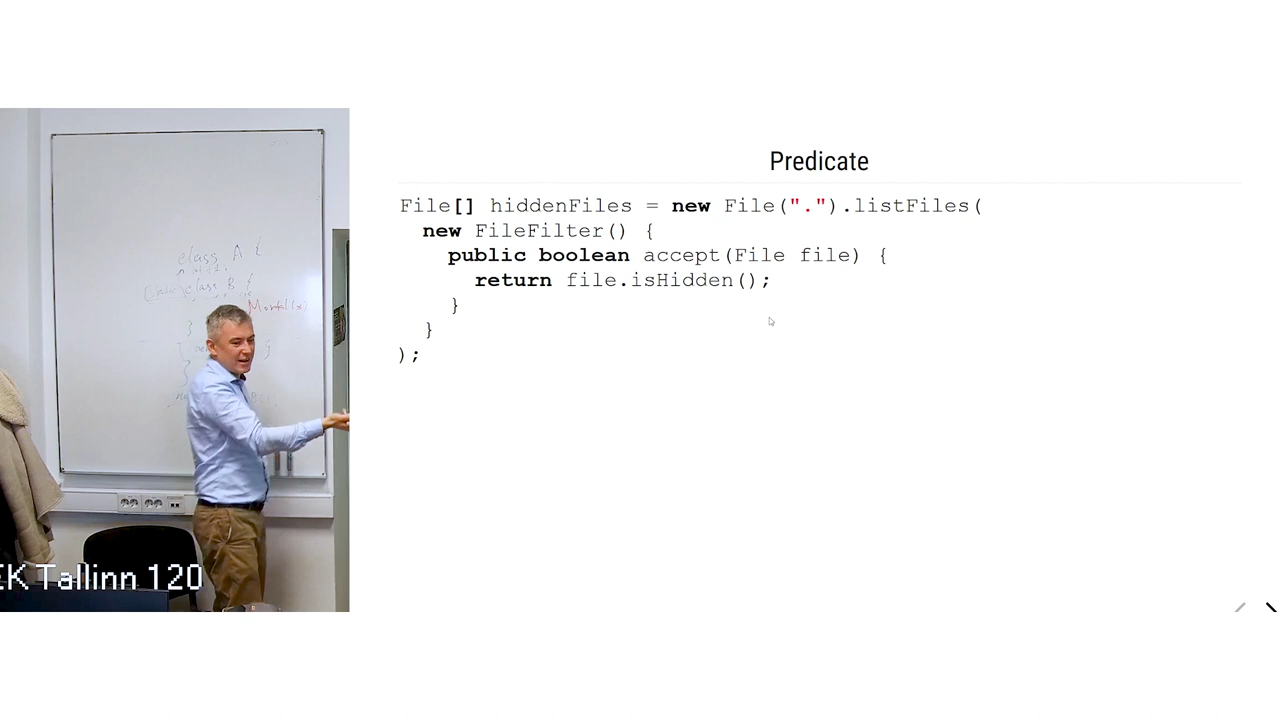 Predicate
File[] hiddenFiles = new File(".").listFiles(
new FileFilter() {
public boolean accept(File file) {
return file.isHidden();
}
}
);
class A {
class B {
}
}
EK Tallinn 120